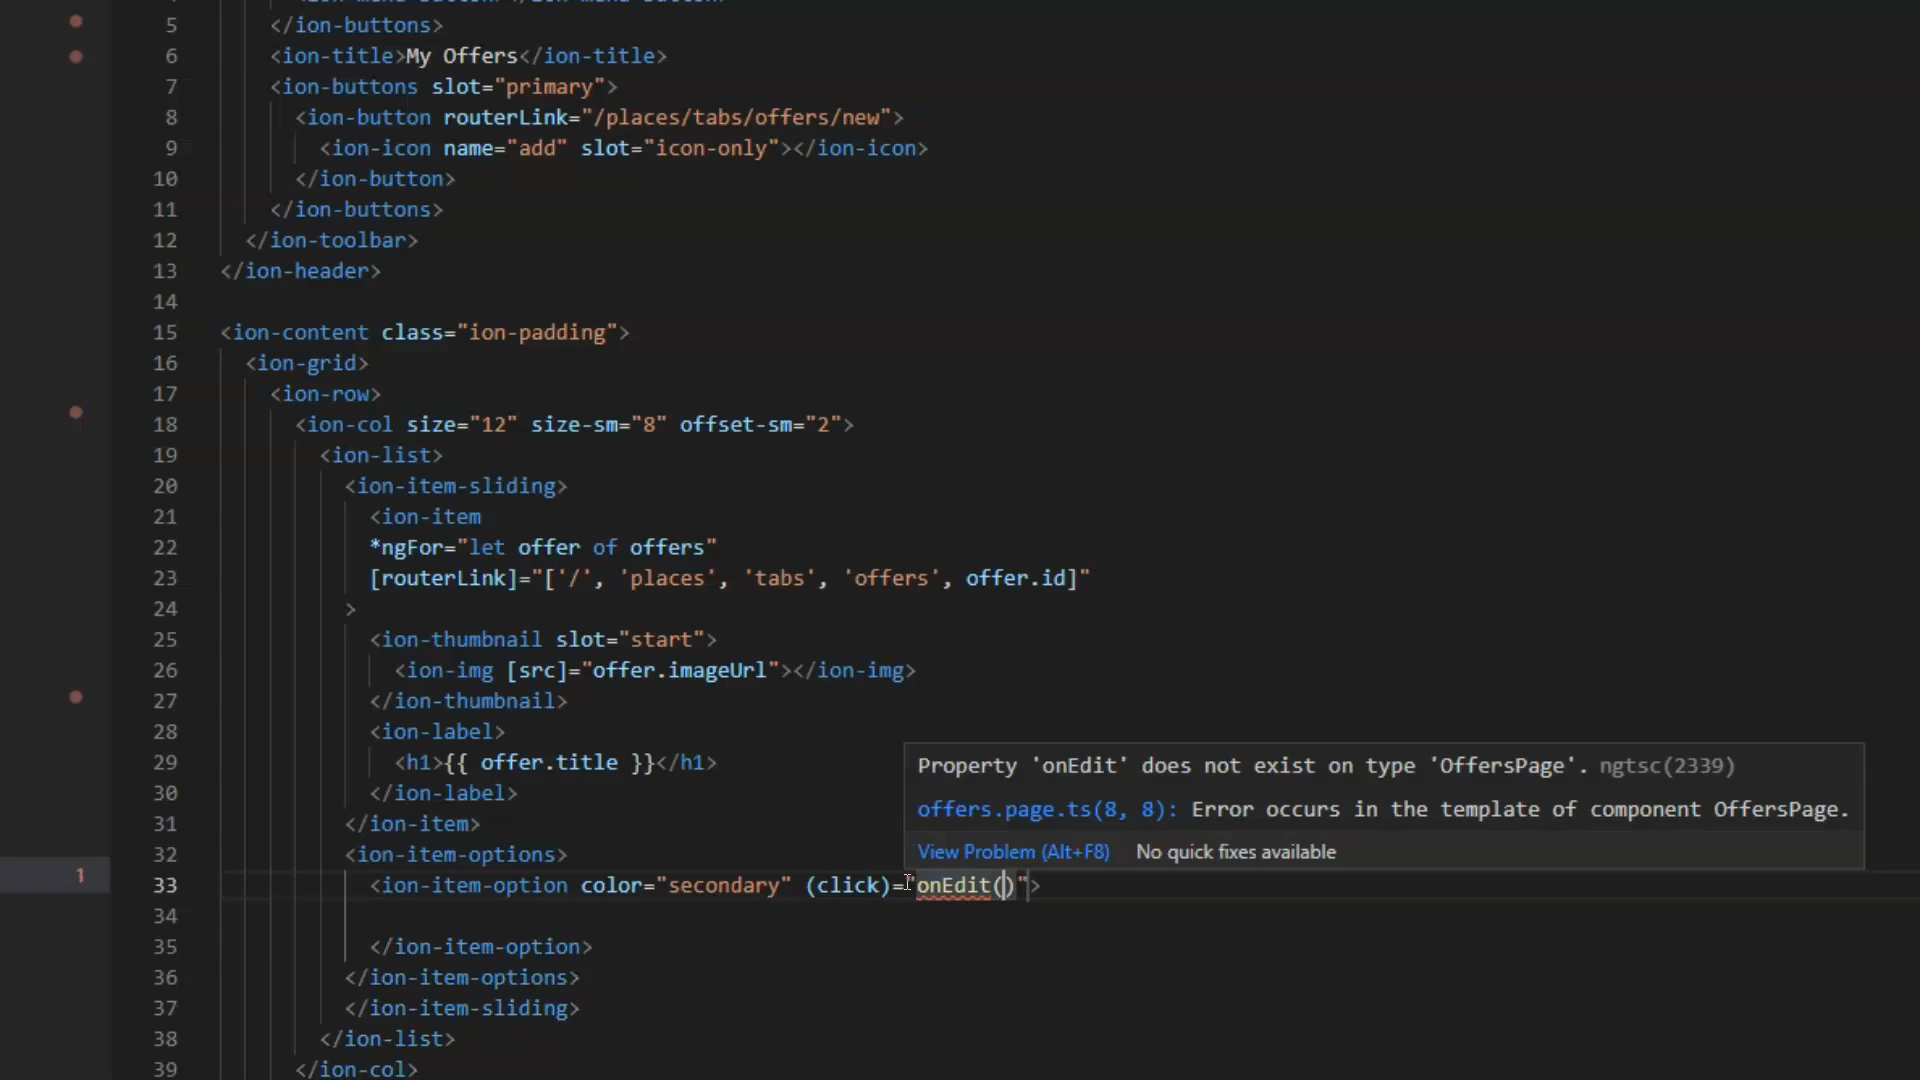 5 </ion-buttons>
6 <ion-title>My Offers</ion-title>
7 <ion-buttons slot="primary">
8 <ion-button routerLink="/places/tabs/offers/new">
9 <ion-icon name="add" slot="icon-only"></ion-icon>
10 </ion-button>
11 </ion-buttons>
12 </ion-toolbar>
13 </ion-header>
14
15 <ion-content class="ion-padding">
16 <ion-grid>
17 <ion-row>
18 <ion-col size="12" size-sm="8" offset-sm="2">
19 <ion-list>
20 <ion-item-sliding>
21 <ion-item
22 *ngFor="let offer of offers"
23 [routerLink]="['/', 'places', 'tabs', 'offers', offer.id]"
24 >
25 <ion-thumbnail slot="start">
26 <ion-img [src]="offer.imageUrl"></ion-img>
27 </ion-thumbnail>
28 <ion-label>
29 <h1>{{ offer.title }}</h1>
30 </ion-label>
31 </ion-item>
32 <ion-item-options>
Property 'onEdit' does not exist on type 'OffersPage'. ngtsc(2339)
offers.page.ts(8, 8): Error occurs in the template of component OffersPage.
View Problem (Alt+F8) No quick fixes available
1
33 <ion-item-option color="secondary" (click)="onEdit()">
34
35 </ion-item-option>
36 </ion-item-options>
37 </ion-item-sliding>
38 </ion-list>
39 </ion-col>